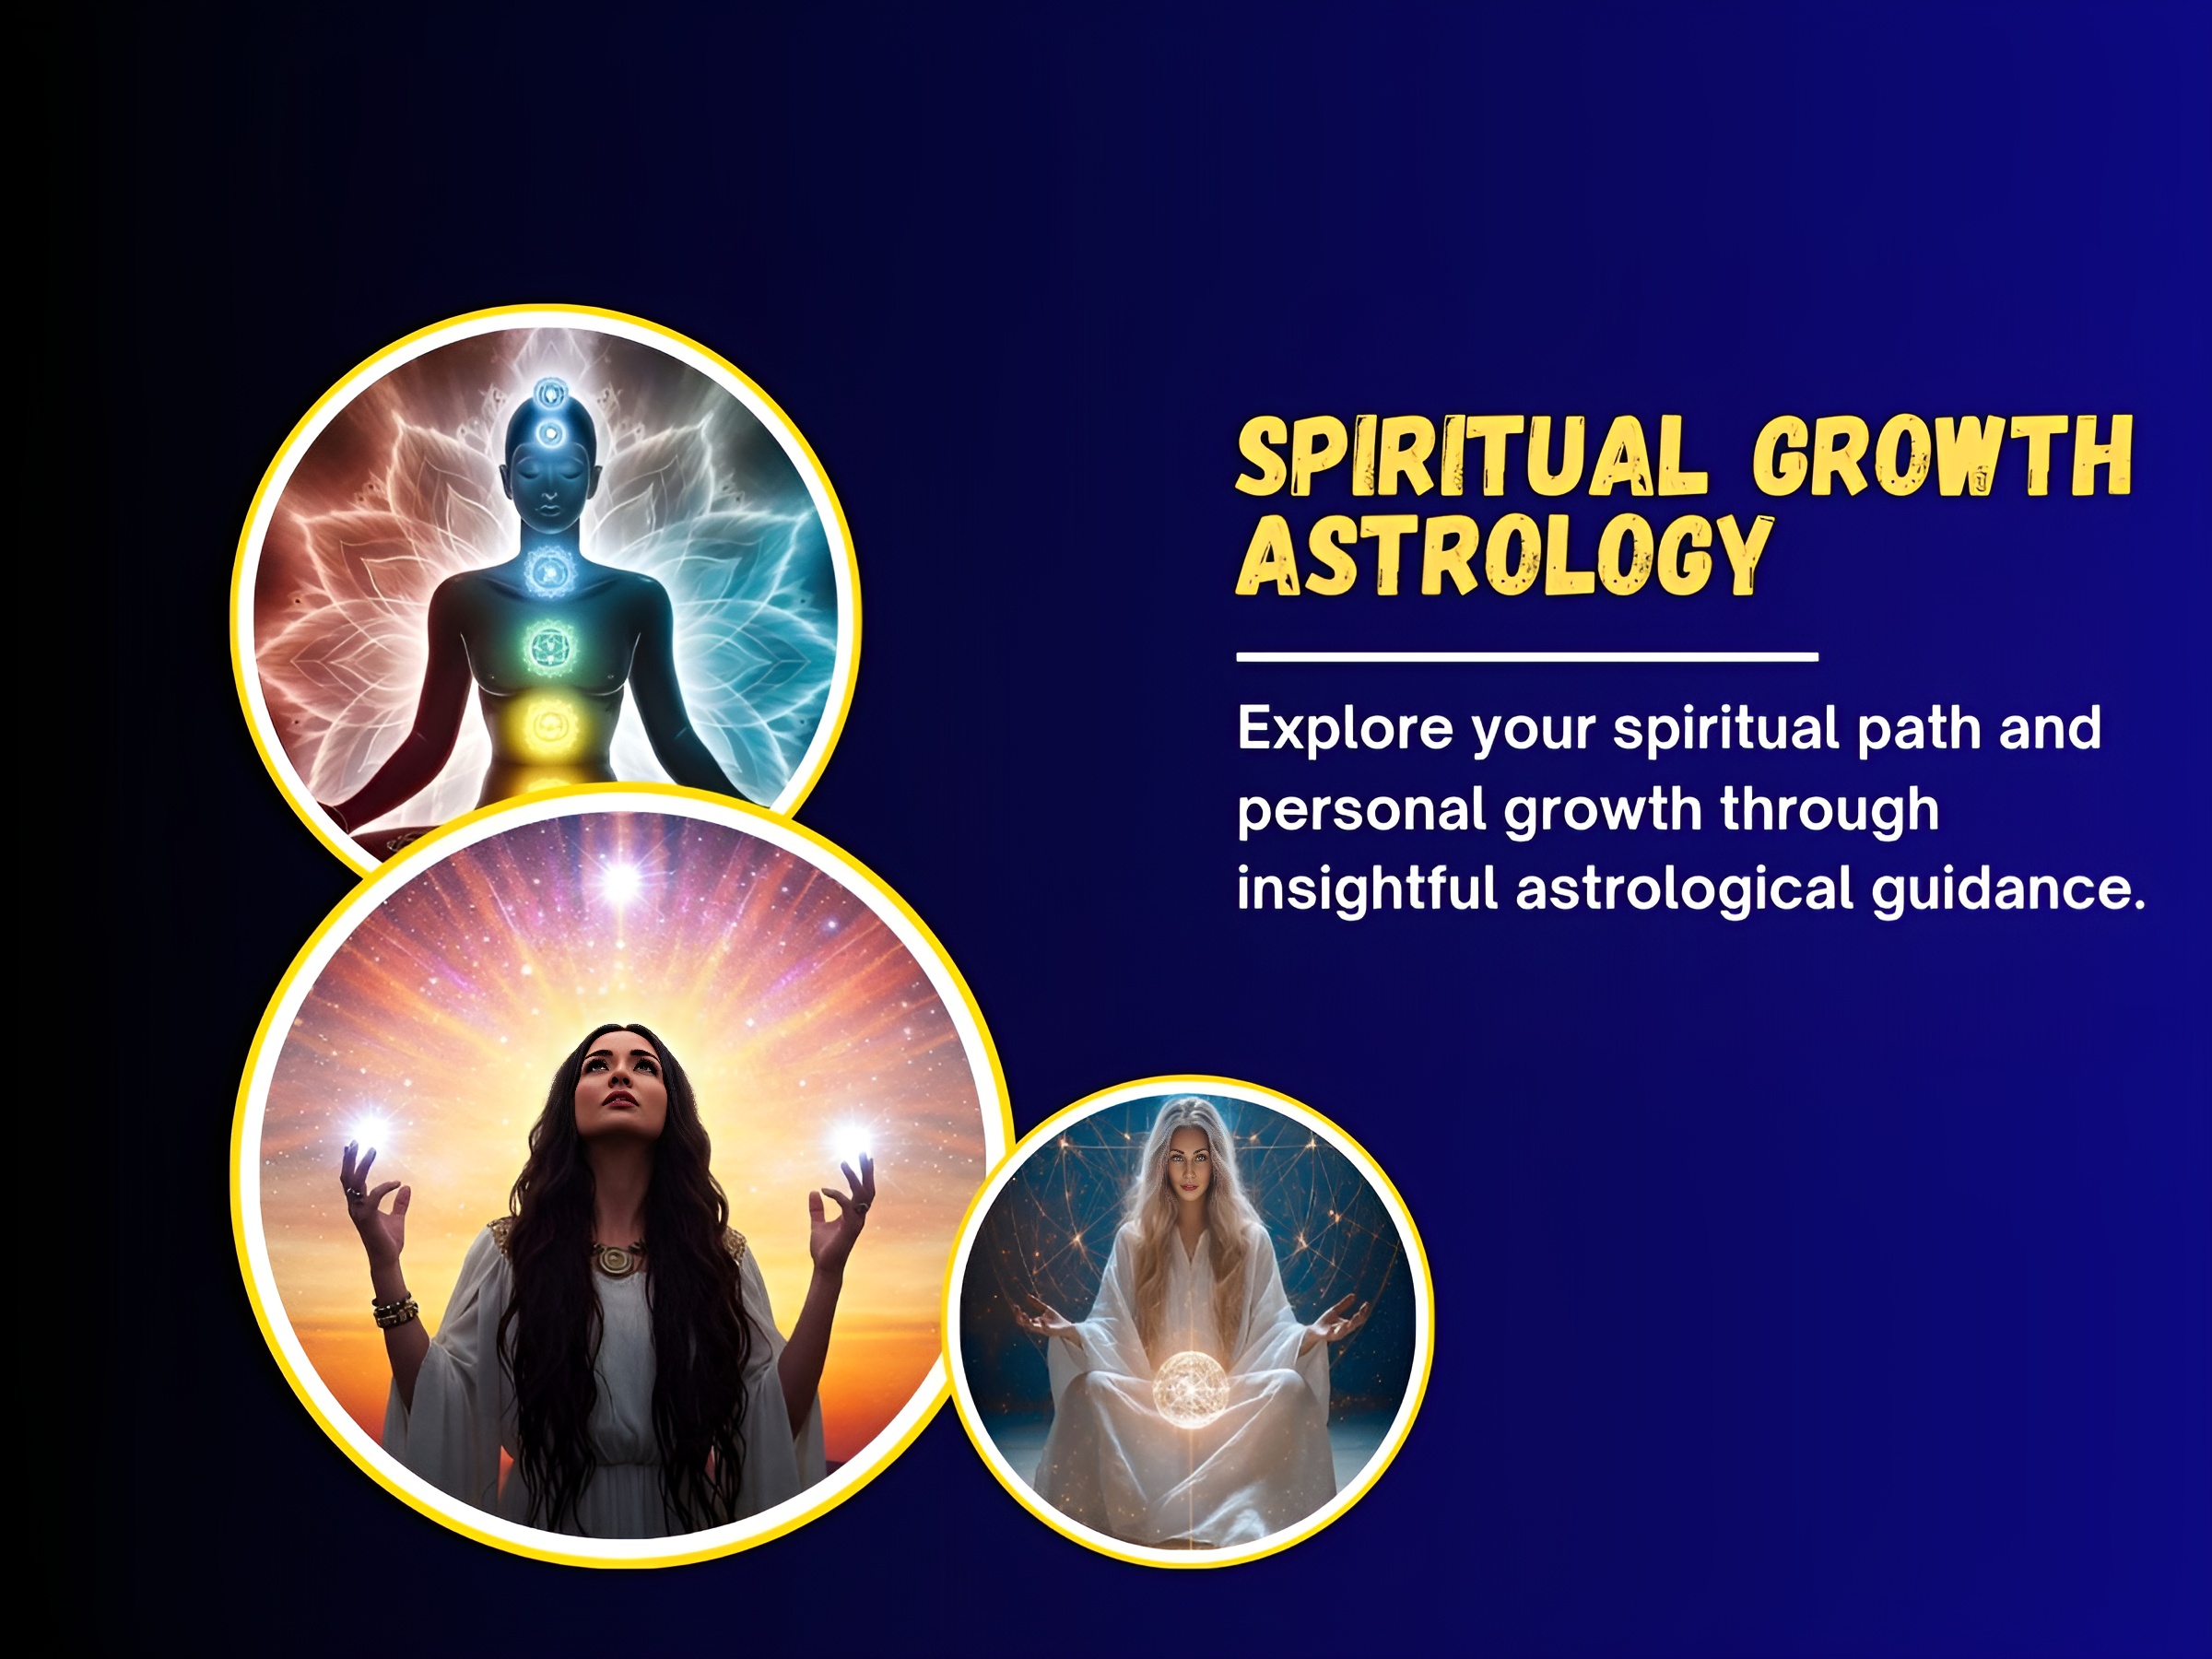 SPIRITUAL GROWTH
ASTROLOGY
Explore your spiritual path and
personal growth through
insightful astrological guidance.